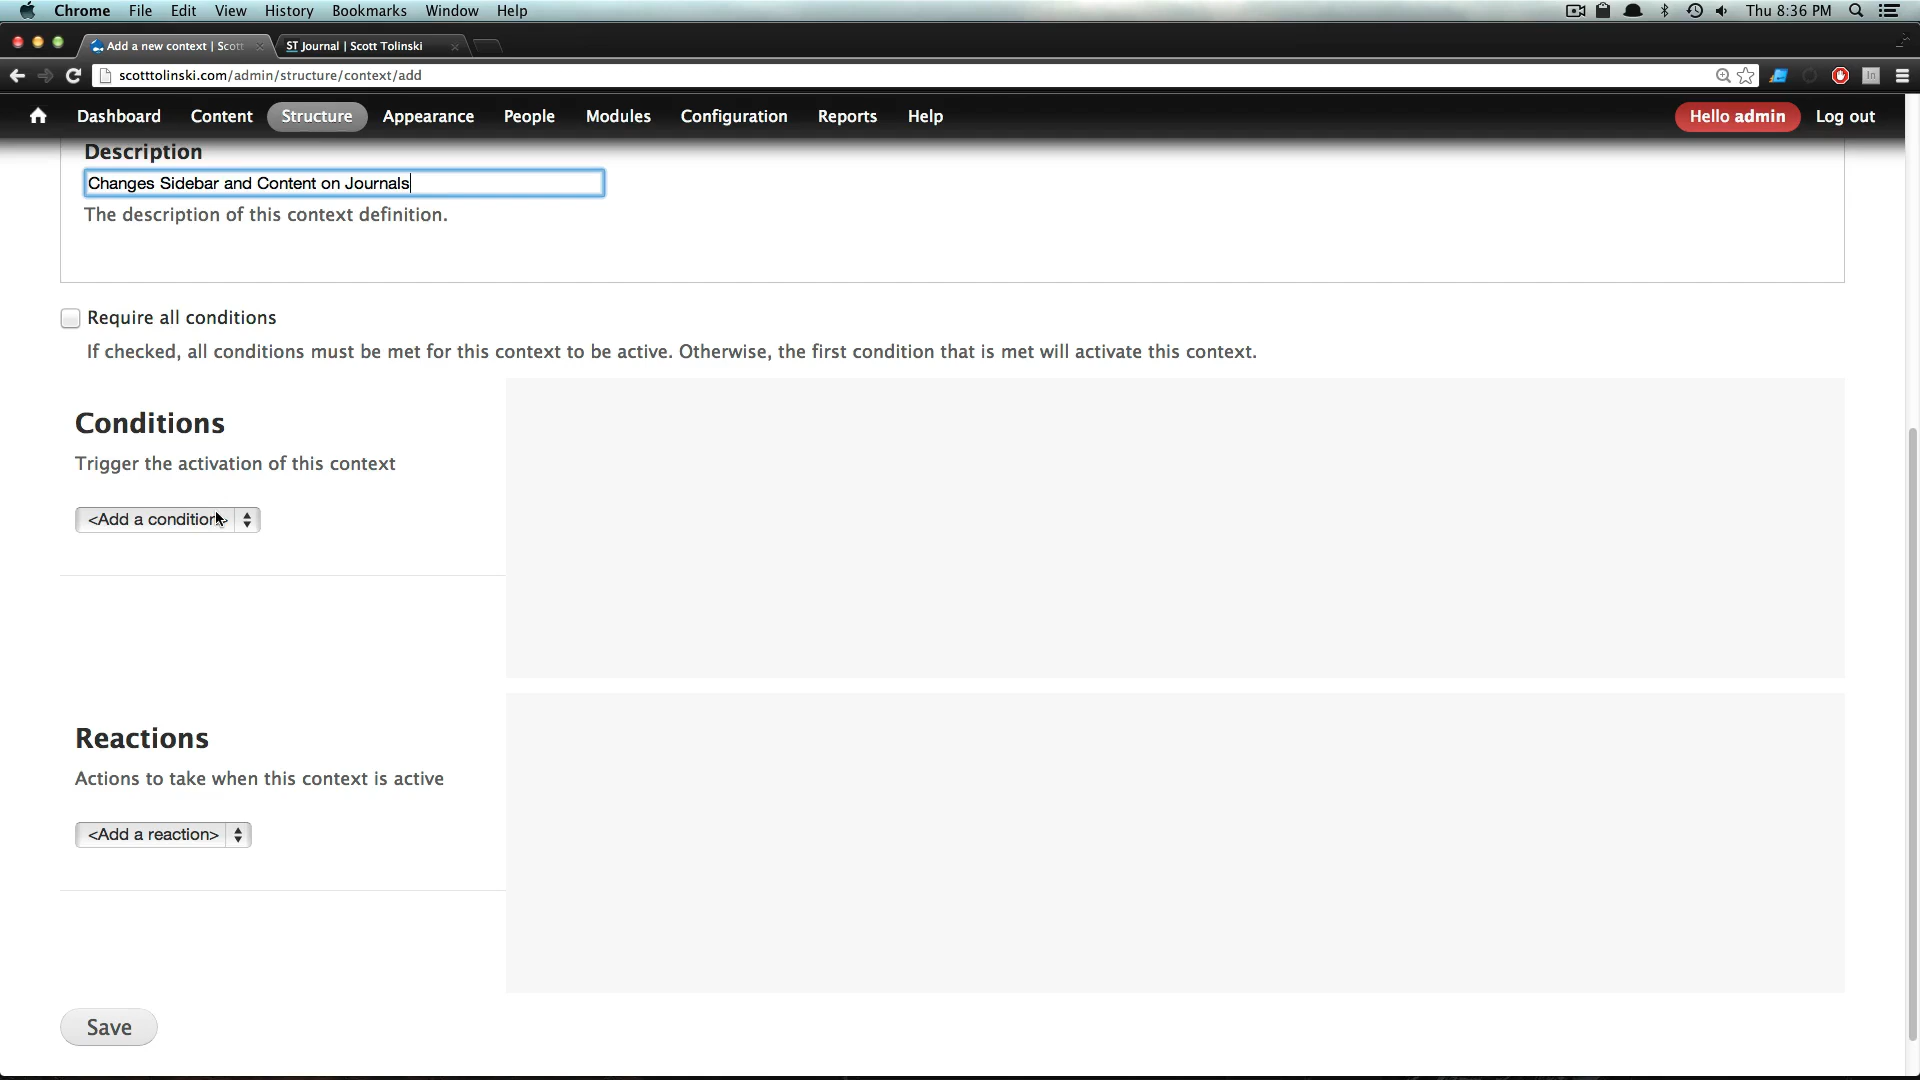 Chrome File Edit View History Bookmarks Window Help Thu 8:36 PM
Add a new context | Scott ST Journal | Scott Tolinski
scotttolinski.com/admin/structure/context/add
Dashboard Content Structure Appearance People Modules Configuration Reports Help Hello admin Log out
Description
Changes Sidebar and Content on Journals
The description of this context definition.
Require all conditions
If checked, all conditions must be met for this context to be active. Otherwise, the first condition that is met will activate this context.
Conditions
Trigger the activation of this context
<Add a condition>
Reactions
Actions to take when this context is active
<Add a reaction>
Save